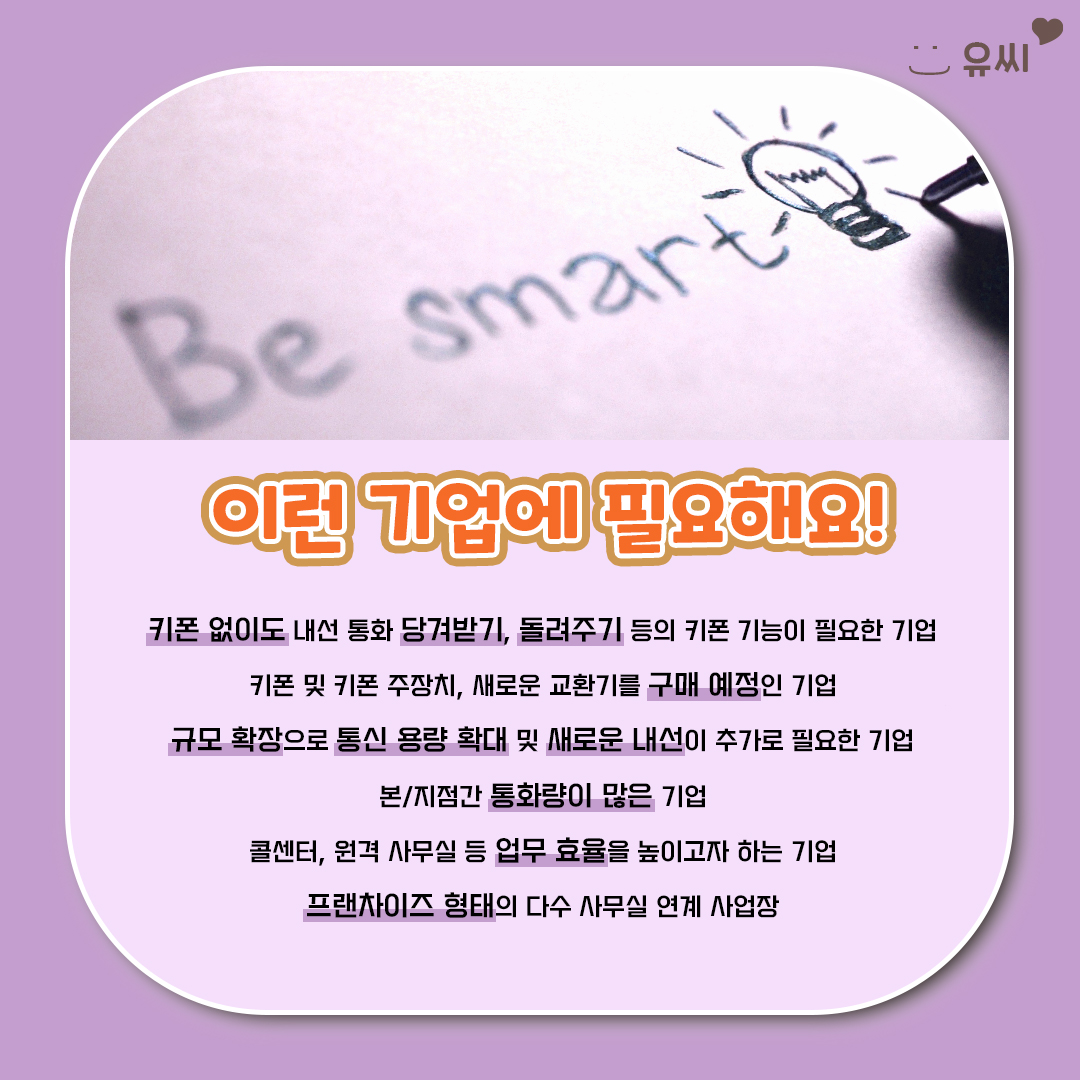 유씨
Be smart
이런 기업에 필요해요!
키폰 없이도 내선 통화 당겨받기, 돌려주기 등의 키폰 기능이 필요한 기업
키폰 및 키폰 주장치, 새로운 교환기를 구매 예정인 기업
규모 확장으로 통신 용량 확대 및 새로운 내선이 추가로 필요한 기업
본/지점간 통화량이 많은 기업
콜센터, 원격 사무실 등 업무 효율을 높이고자 하는 기업
프랜차이즈 형태의 다수 사무실 연계 사업장